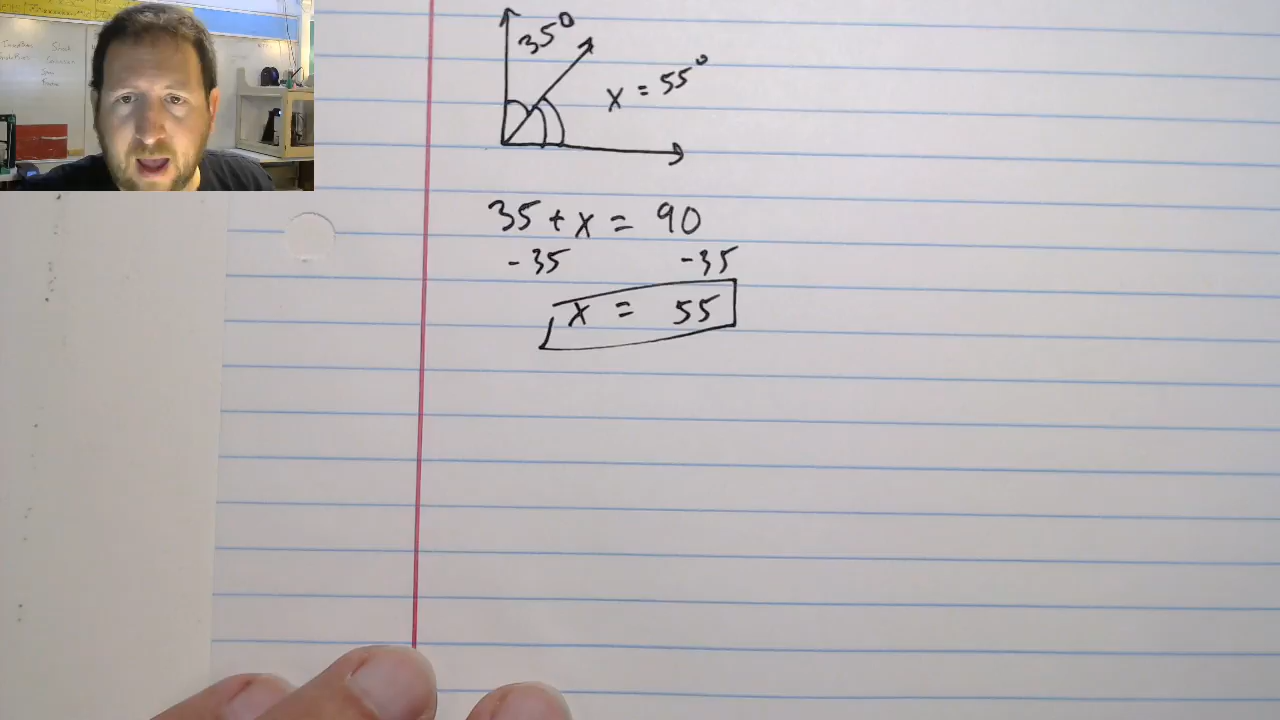 35°
x = 55°
35 + x = 90
-35 -35
x = 55